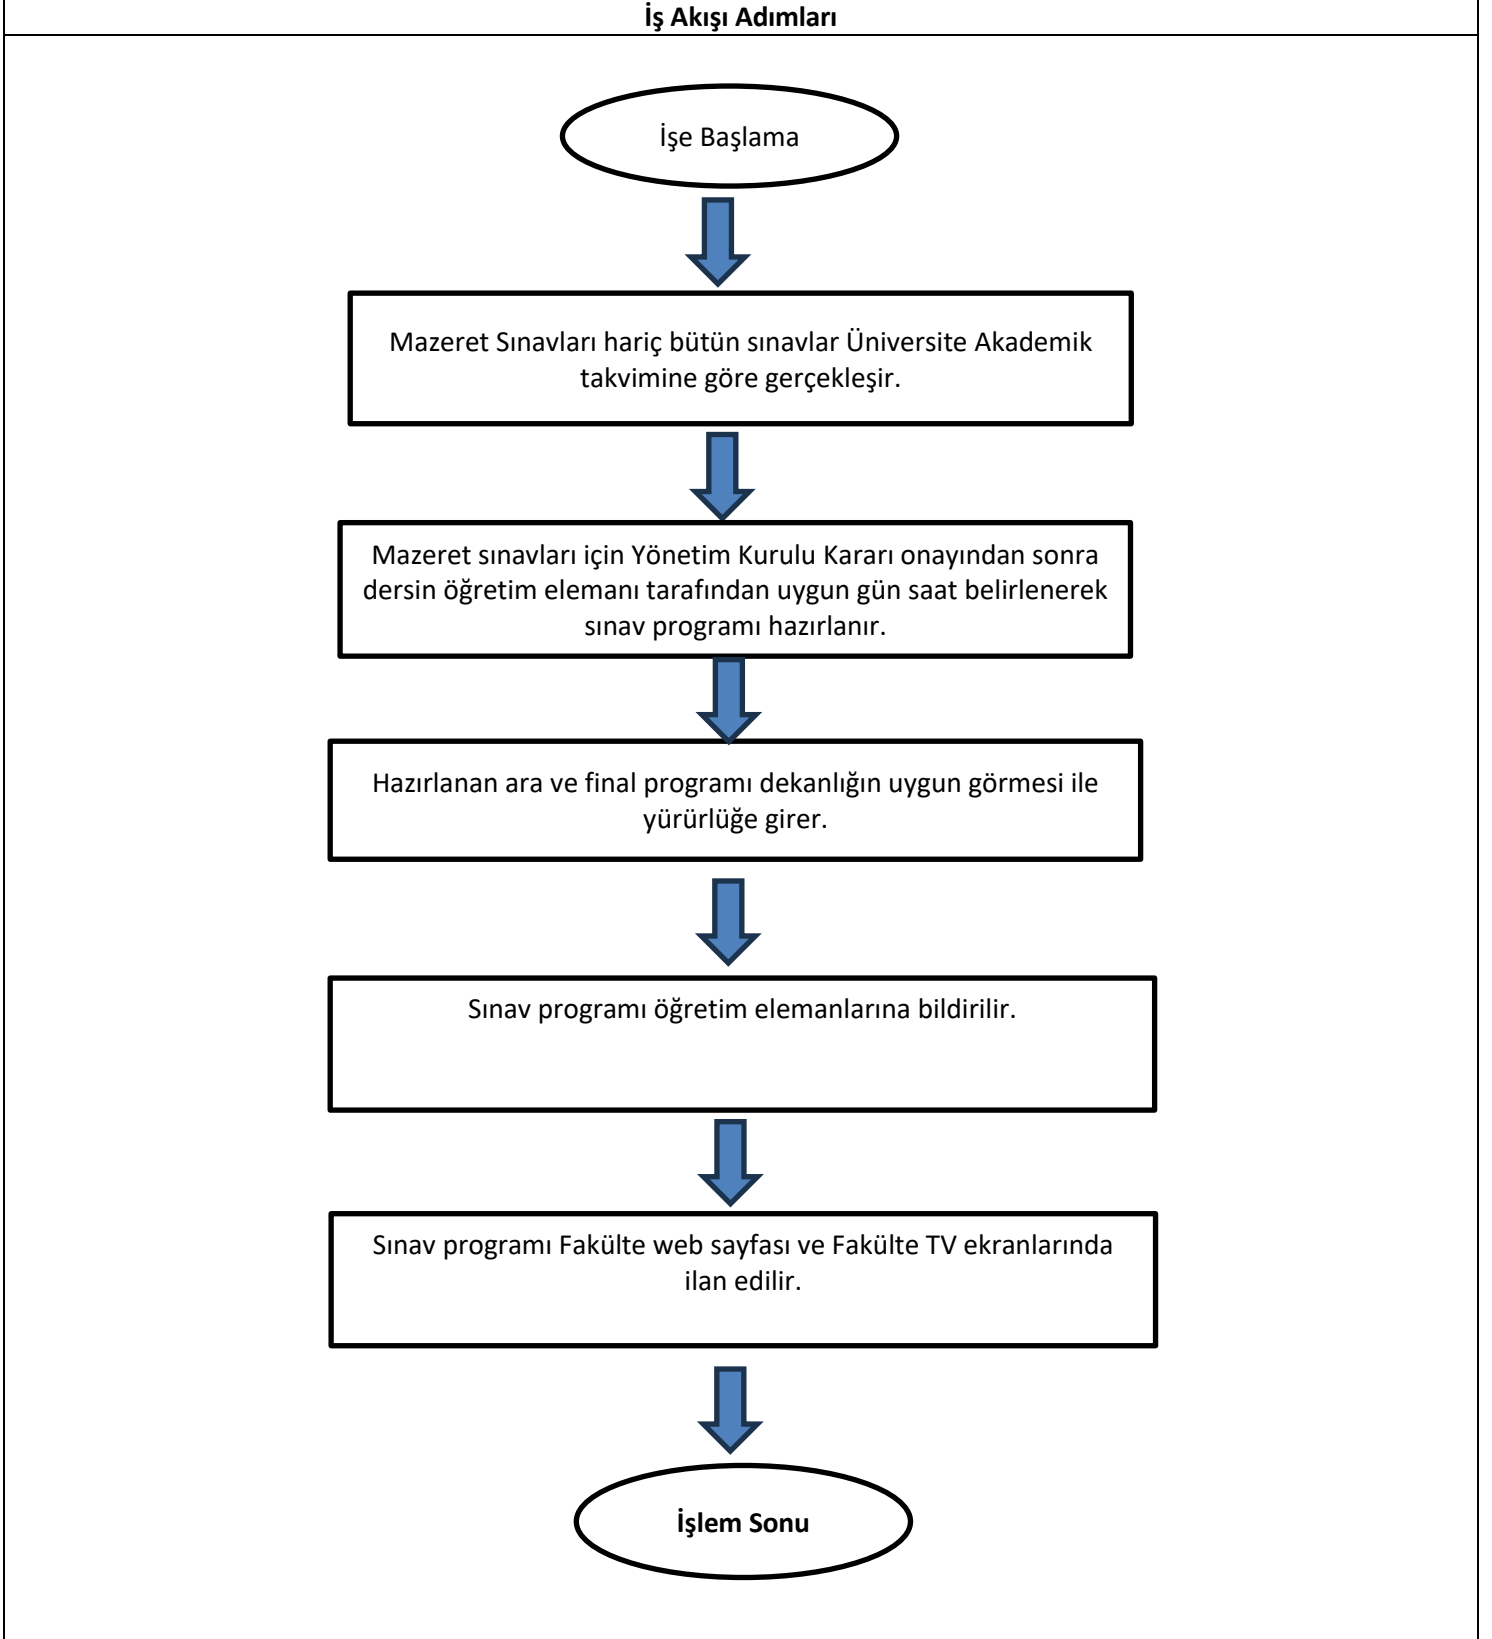 İş Akışı Adımları
İşe Başlama
Mazeret Sınavları hariç bütün sınavlar Üniversite Akademik
takvimine göre gerçekleşir.
Mazeret sınavları için Yönetim Kurulu Kararı onayından sonra
dersin öğretim elemanı tarafından uygun gün saat belirlenerek
sınav programı hazırlanır.
Hazırlanan ara ve final programı dekanlığın uygun görmesi ile
yürürlüğe girer.
Sınav programı öğretim elemanlarına bildirilir.
Sınav programı Fakülte web sayfası ve Fakülte TV ekranlarında
ilan edilir.
İşlem Sonu